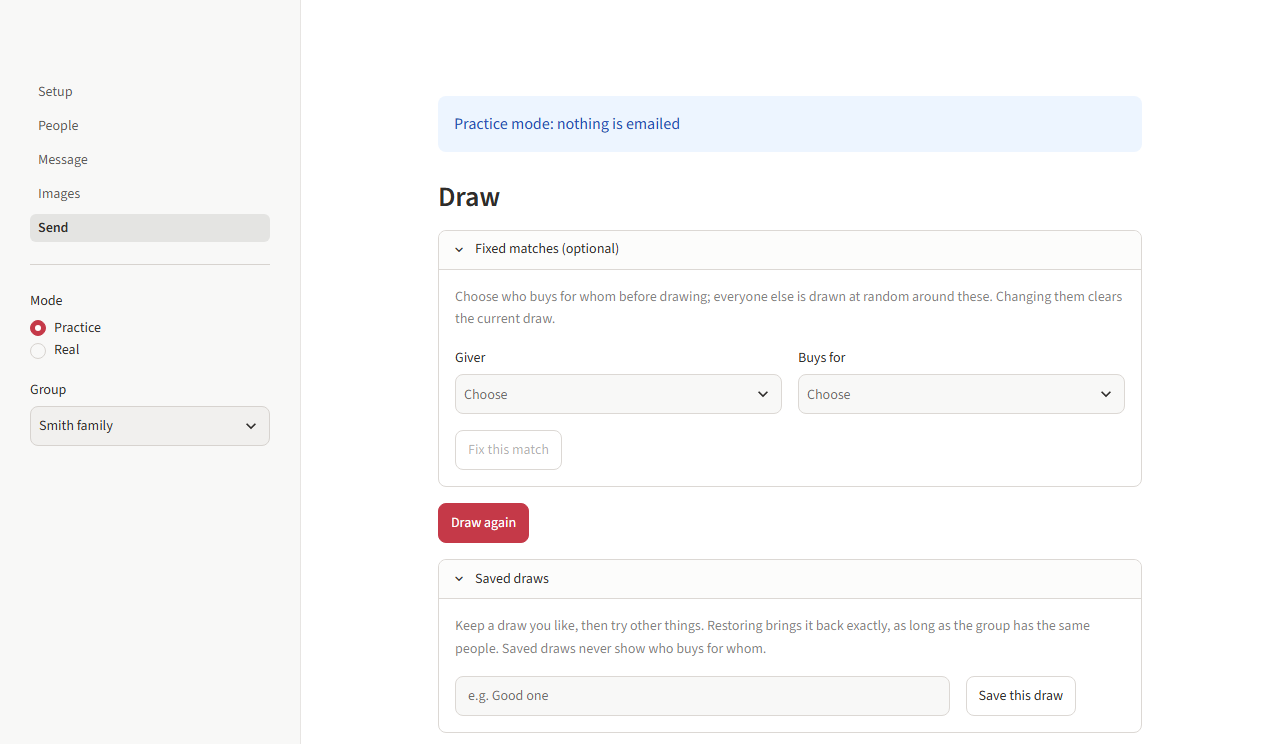 Setup
People
Message
Images
Send
Mode
Practice
Real
Group
Smith family
Practice mode: nothing is emailed
Draw
Fixed matches (optional)
Choose who buys for whom before drawing; everyone else is drawn at random around these. Changing them clears
the current draw.
Giver
Buys for
Choose
Choose
Fix this match
Draw again
Saved draws
Keep a draw you like, then try other things. Restoring brings it back exactly, as long as the group has the same
people. Saved draws never show who buys for whom.
e.g. Good one
Save this draw